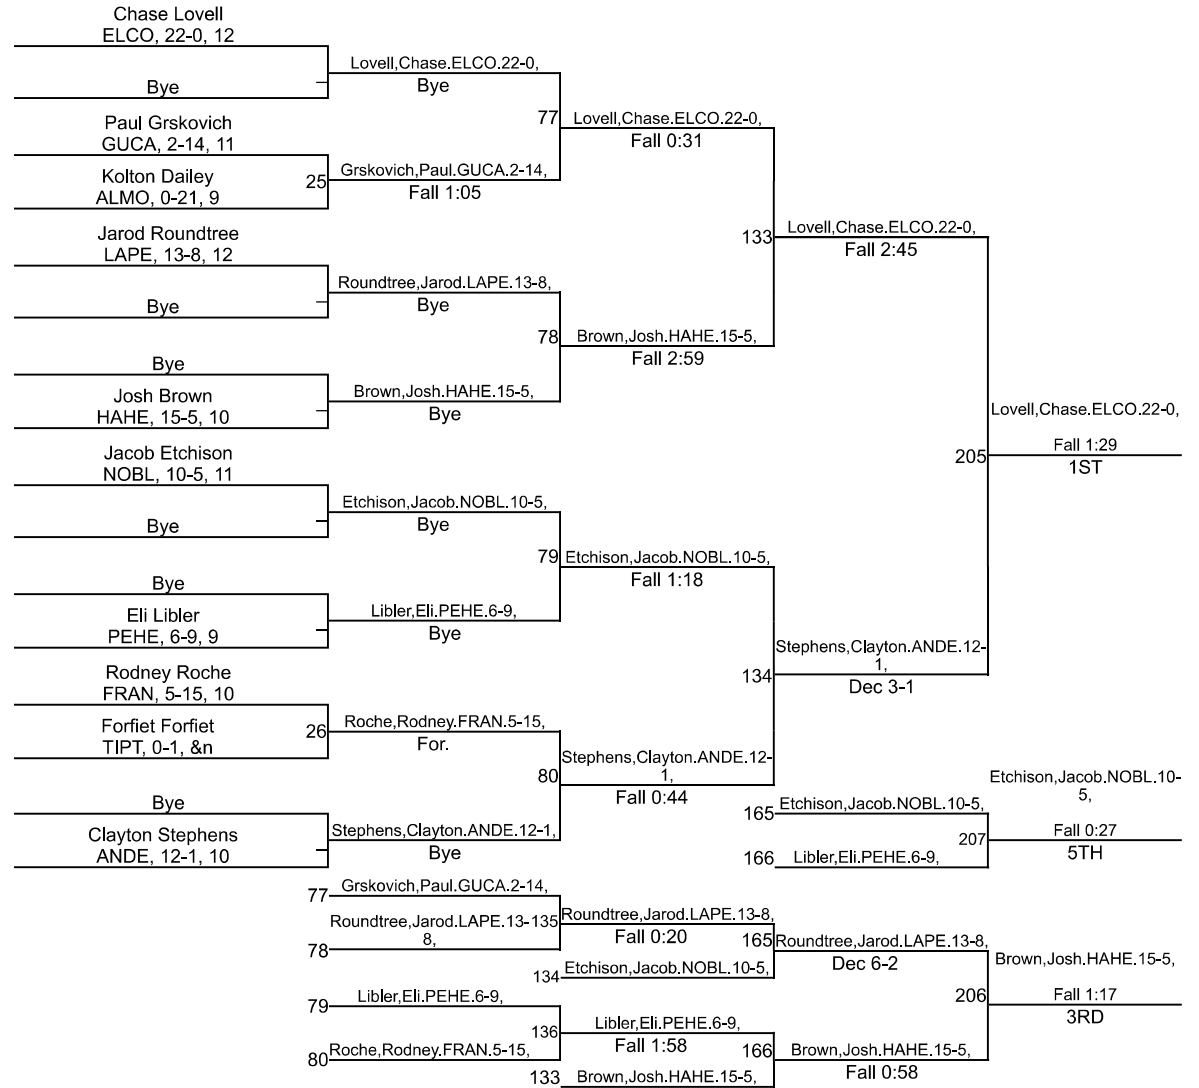 Chase Lovell
ELCO, 22-0, 12
Lovell,Chase.ELCO.22-0,
Bye
Bye
77
Lovell,Chase.ELCO.22-0,
Fall 0:31
Paul Grskovich
GUCA, 2-14, 11
Kolton Dailey
ALMO, 0-21, 9
25
Grskovich,Paul.GUCA.2-14,
Fall 1:05
133
Lovell,Chase.ELCO.22-0,
Fall 2:45
Jarod Roundtree
LAPE, 13-8, 12
Roundtree,Jarod.LAPE.13-8,
Bye
Bye
78
Brown,Josh.HAHE.15-5,
Fall 2:59
Bye
Josh Brown
HAHE, 15-5, 10
Brown,Josh.HAHE.15-5,
Bye
Lovell,Chase.ELCO.22-0,
205
Fall 1:29
1ST
Jacob Etchison
NOBL, 10-5, 11
Etchison,Jacob.NOBL.10-5,
Bye
Bye
79
Etchison,Jacob.NOBL.10-5,
Fall 1:18
Bye
Eli Libler
PEHE, 6-9, 9
Libler,Eli.PEHE.6-9,
Bye
134
Stephens,Clayton.ANDE.12-
1,
Dec 3-1
Rodney Roche
FRAN, 5-15, 10
Forfiet Forfiet
TIPT, 0-1, &n
26
Roche,Rodney.FRAN.5-15,
For.
80
Stephens,Clayton.ANDE.12-
1,
Fall 0:44
Bye
Clayton Stephens
ANDE, 12-1, 10
Stephens,Clayton.ANDE.12-1,
Bye
165
Etchison,Jacob.NOBL.10-5,
166
Libler,Eli.PEHE.6-9,
207
Etchison,Jacob.NOBL.10-
5,
Fall 0:27
5TH
77
Grskovich,Paul.GUCA.2-14,
78
Roundtree,Jarod.LAPE.13-
8,
135
Roundtree,Jarod.LAPE.13-8,
Fall 0:20
134
Etchison,Jacob.NOBL.10-5,
165
Roundtree,Jarod.LAPE.13-8,
Dec 6-2
79
Libler,Eli.PEHE.6-9,
80
Roche,Rodney.FRAN.5-15,
136
Libler,Eli.PEHE.6-9,
Fall 1:58
133
Brown,Josh.HAHE.15-5,
166
Brown,Josh.HAHE.15-5,
Fall 0:58
206
Brown,Josh.HAHE.15-5,
Fall 1:17
3RD